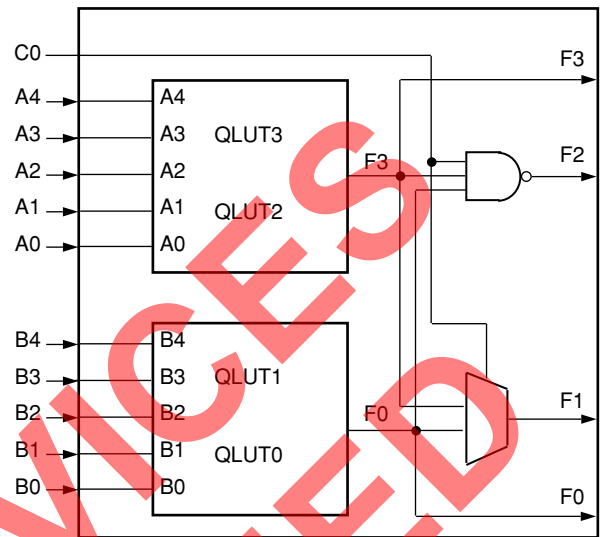 C0
F3
A4 A4
A3 A3 QLUT3
F3
F2
A2 A2
A1 A1 QLUT2
A0 A0
B4 B4
B3 B3 QLUT1
F0
F1
B2 B2
B1 B1 QLUT0
B0 B0
F0
VICES